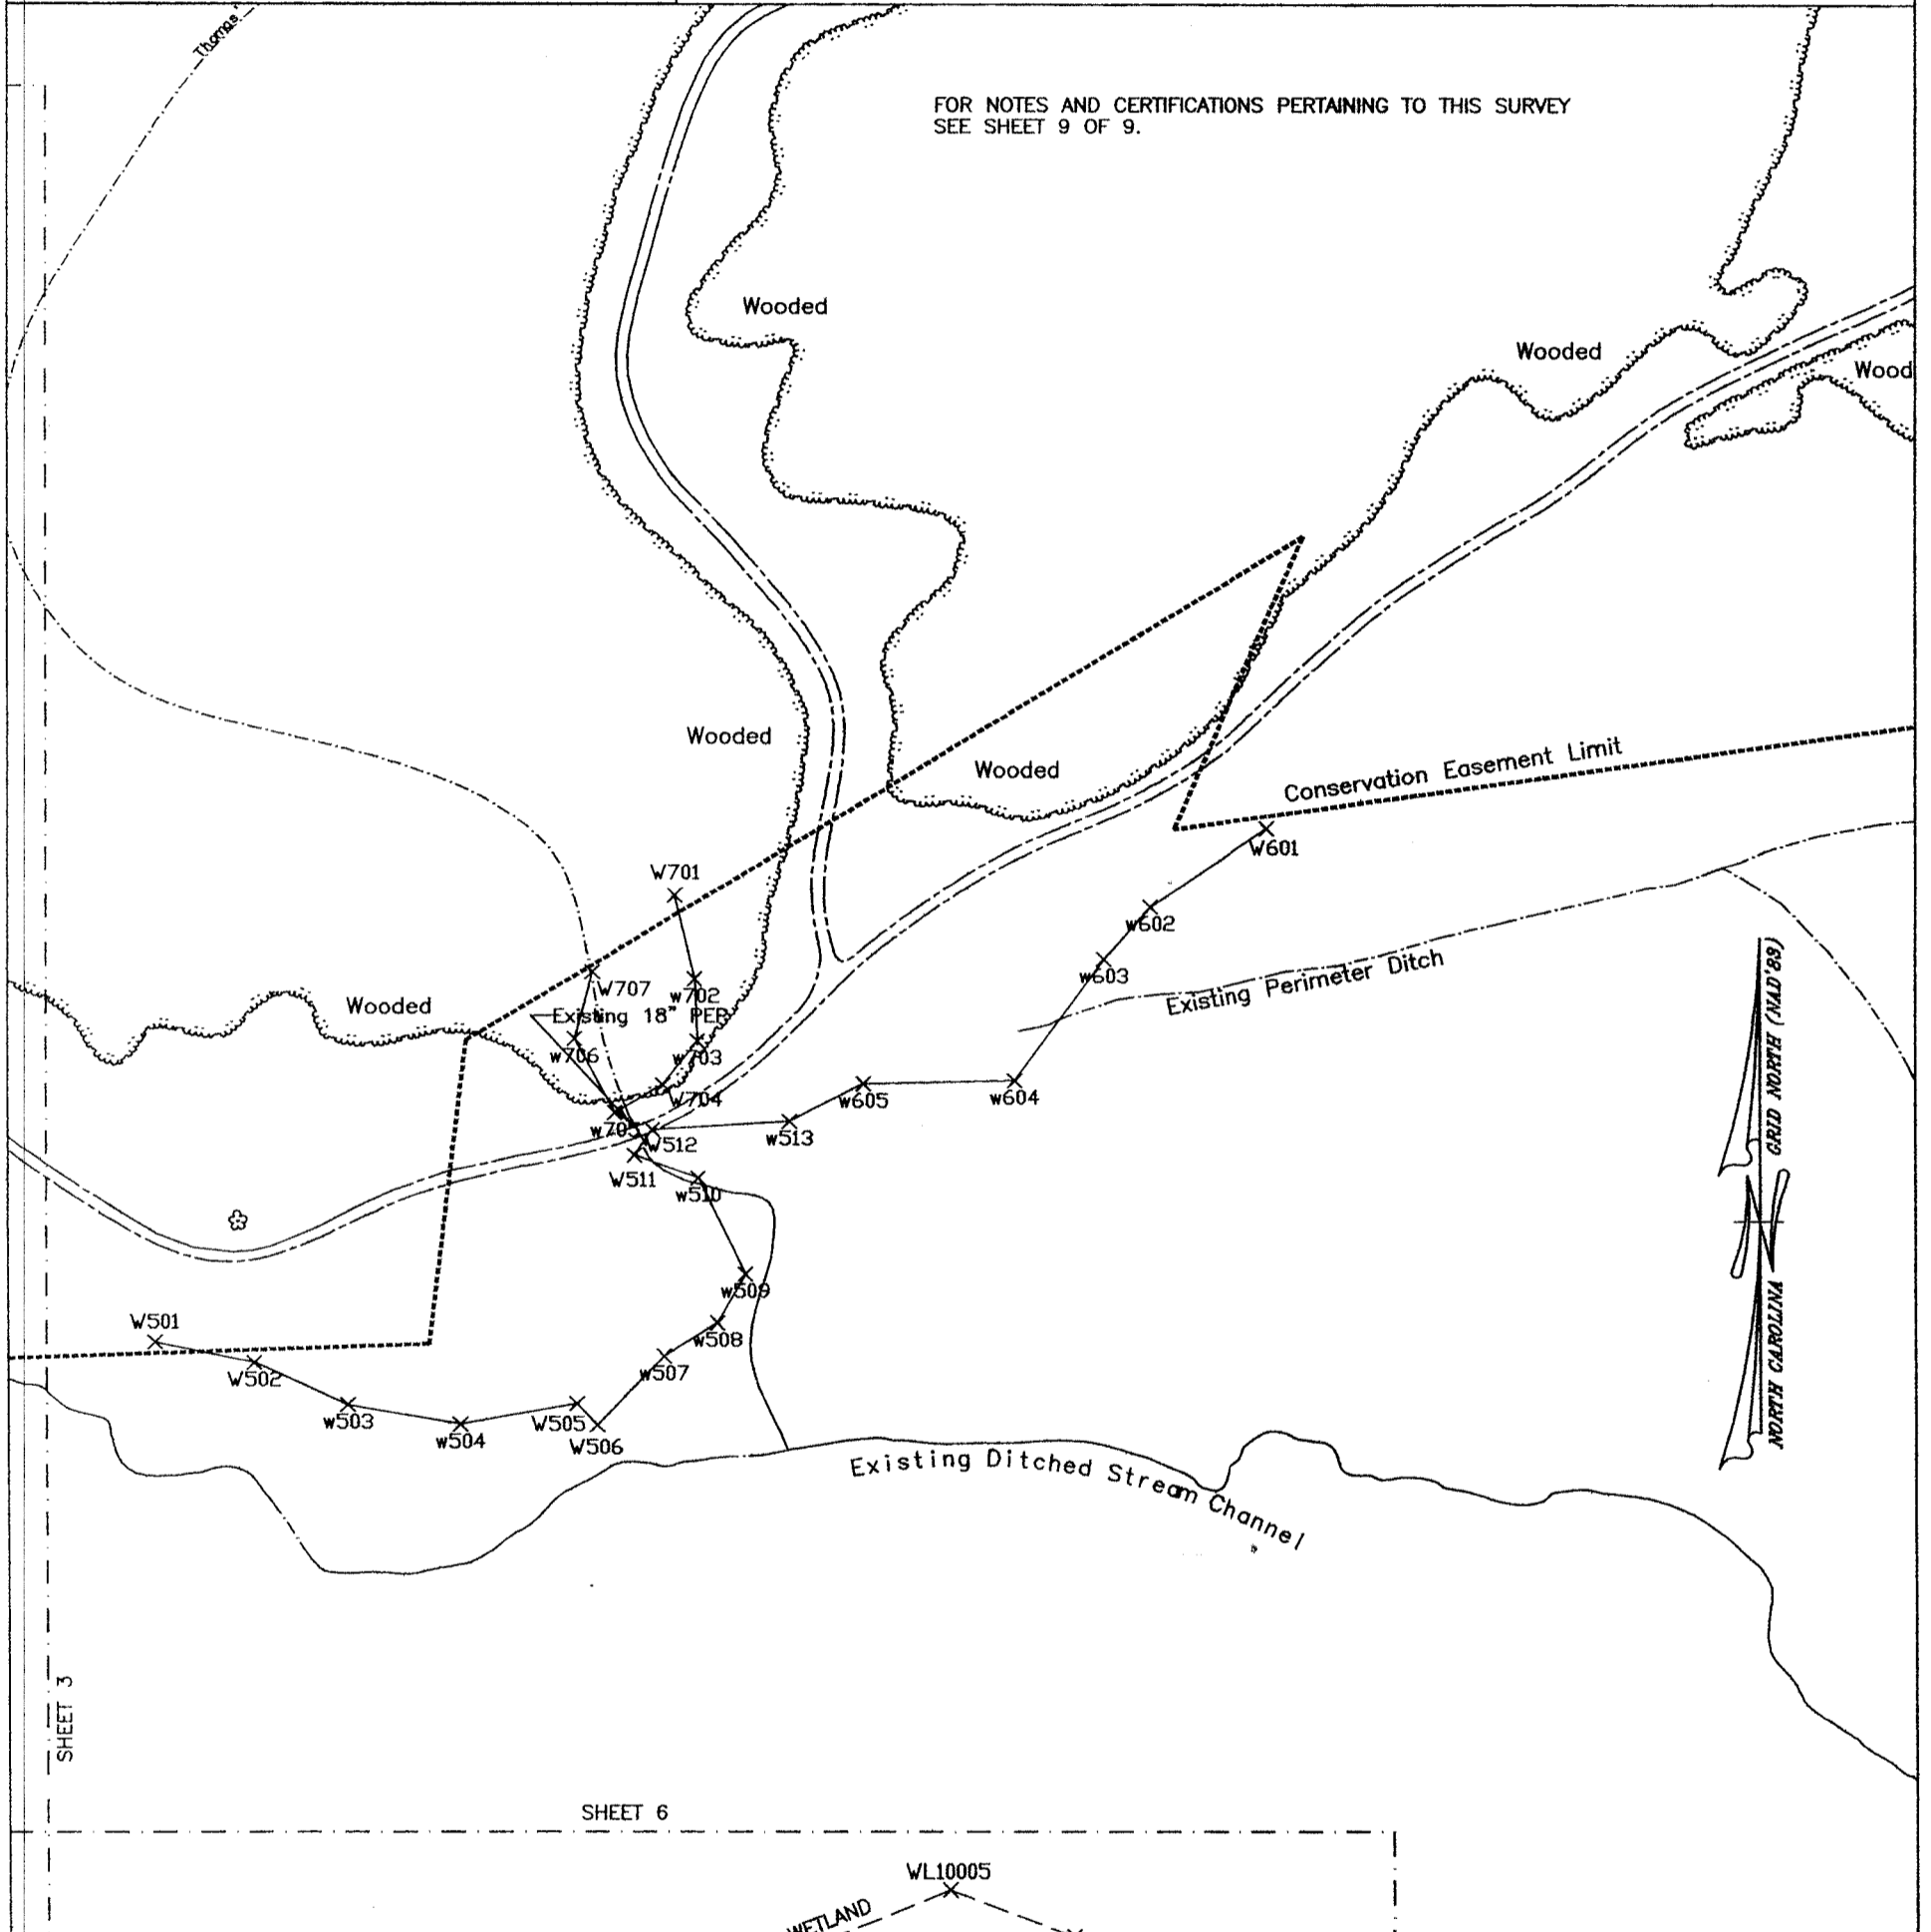 Thomas
FOR NOTES AND CERTIFICATIONS PERTAINING TO THIS SURVEY
SEE SHEET 9 OF 9.
Wooded
Wooded
Wood
Wooded
Wooded
Conservation Easement Limit
W601
W701
w602
w603
Existing Perimeter Ditch
W707
w702
Wooded
Existing 18"
w706
w703
W704
w705
w605
w604
W512
w513
W511
w510
GRID NORTH (NAD'83)
NORTH CAROLINA
w509
W501
w508
w507
W502
w503
W505
w504
W506
Existing Ditched Stream Channel
SHEET 3
SHEET 6
WL10005
WETLAND